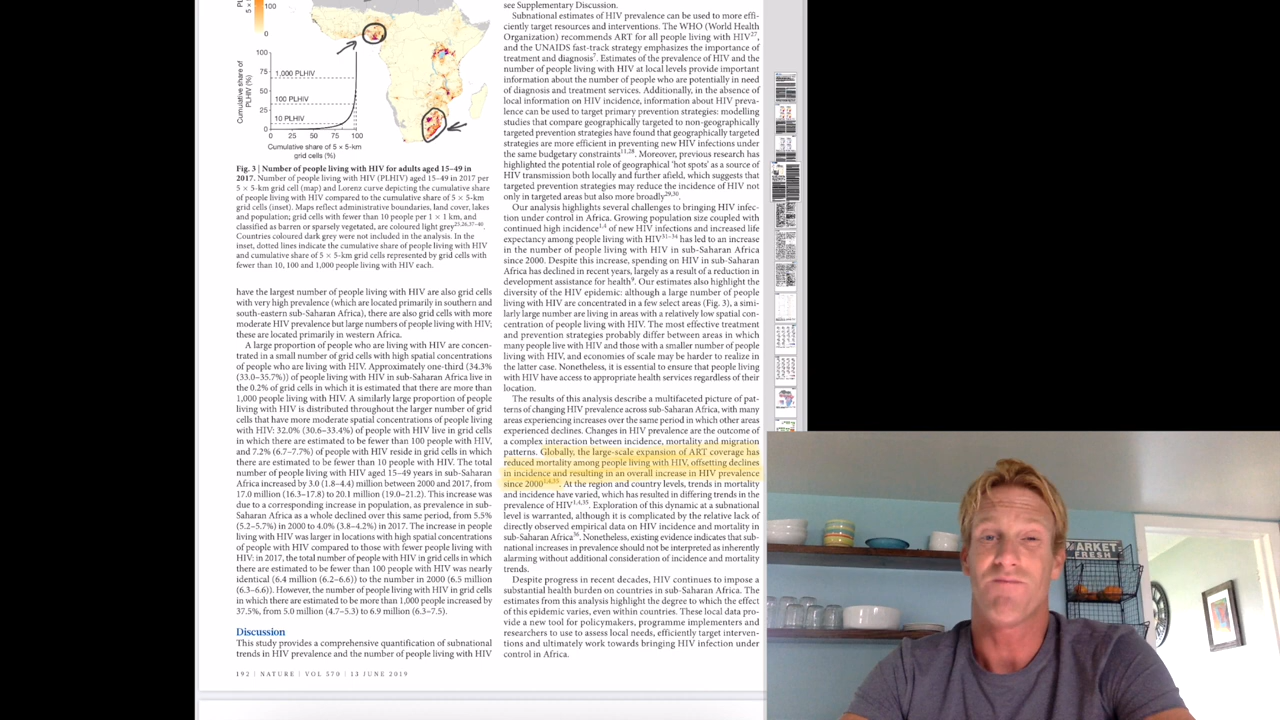 0
100
75
50
25
0
1,000 PLHIV
100 PLHIV
10 PLHIV
Cumulative share of
PLHIV (%)
0 25 50 75 100
Cumulative share of 5 × 5-km
grid cells (%)
Fig. 3 | Number of people living with HIV for adults aged 15–49 in
2017. Number of people living with HIV (PLHIV) aged 15–49 in 2017 per
5 × 5-km grid cell (map) and Lorenz curve depicting the cumulative share
of people living with HIV compared to the cumulative share of 5 × 5-km
grid cells (inset). Maps reflect administrative boundaries, land cover, lakes
and population; grid cells with fewer than 10 people per 1 × 1 km, and
classified as barren or sparsely vegetated, are coloured light grey25,26,37–40.
Countries coloured dark grey were not included in the analysis. In the
inset, dotted lines indicate the cumulative share of people living with HIV
and cumulative share of 5 × 5-km grid cells represented by grid cells with
fewer than 10, 100 and 1,000 people living with HIV each.
have the largest number of people living with HIV are also grid cells
with very high prevalence (which are located primarily in southern and
south-eastern sub-Saharan Africa), there are also grid cells with more
moderate HIV prevalence but large numbers of people living with HIV;
these are located primarily in western Africa.
A large proportion of people who are living with HIV are concen-
trated in a small number of grid cells with high spatial concentrations
of people who are living with HIV. Approximately one-third (34.3%
(33.0–35.7%)) of people living with HIV in sub-Saharan Africa live in
the 0.2% of grid cells in which it is estimated that there are more than
1,000 people living with HIV. A similarly large proportion of people
living with HIV is distributed throughout the larger number of grid
cells that have more moderate spatial concentrations of people living
with HIV: 32.0% (30.6–33.4%) of people with HIV live in grid cells
in which there are estimated to be fewer than 100 people with HIV,
and 7.2% (6.7–7.7%) of people with HIV reside in grid cells in which
there are estimated to be fewer than 10 people with HIV. The total
number of people living with HIV aged 15–49 years in sub-Saharan
Africa increased by 3.0 (1.8–4.4) million between 2000 and 2017, from
17.0 million (16.3–17.8) to 20.1 million (19.0–21.2). This increase was
due to a corresponding increase in population, as prevalence in sub-
Saharan Africa as a whole declined over this same period, from 5.5%
(5.2–5.7%) in 2000 to 4.0% (3.8–4.2%) in 2017. The increase in people
living with HIV was larger in locations with high spatial concentrations
of people with HIV compared to those with fewer people living with
HIV: in 2017, the total number of people with HIV in grid cells in which
there are estimated to be fewer than 100 people with HIV was nearly
identical (6.4 million (6.2–6.6)) to the number in 2000 (6.5 million
(6.3–6.6)). However, the number of people living with HIV in grid cells
in which there are estimated to be more than 1,000 people increased by
37.5%, from 5.0 million (4.7–5.3) to 6.9 million (6.3–7.5).
Discussion
This study provides a comprehensive quantification of subnational
trends in HIV prevalence and the number of people living with HIV
192 | NATURE | VOL 570 | 13 JUNE 2019
see Supplementary Discussion.
Subnational estimates of HIV prevalence can be used to more effi-
ciently target resources and interventions. The WHO (World Health
Organization) recommends ART for all people living with HIV27,
and the UNAIDS fast-track strategy emphasizes the importance of
treatment and diagnosis7. Estimates of the prevalence of HIV and the
number of people living with HIV at local levels provide important
information about the number of people who are potentially in need
of diagnosis and treatment services. Additionally, in the absence of
local information on HIV incidence, information about HIV preva-
lence can be used to target primary prevention strategies: modelling
studies that compare geographically targeted to non-geographically
targeted prevention strategies have found that geographically targeted
strategies are more efficient in preventing new HIV infections under
the same budgetary constraints11,28. Moreover, previous research has
highlighted the potential role of geographical 'hot spots' as a source of
HIV transmission both locally and further afield, which suggests that
targeted prevention strategies may reduce the incidence of HIV not
only in targeted areas but also more broadly29,30.
Our analysis highlights several challenges to bringing HIV infec-
tion under control in Africa. Growing population size coupled with
continued high incidence1,4 of new HIV infections and increased life
expectancy among people living with HIV31–34 has led to an increase
in the number of people living with HIV in sub-Saharan Africa
since 2000. Despite this increase, spending on HIV in sub-Saharan
Africa has declined in recent years, largely as a result of a reduction in
development assistance for health9. Our estimates also highlight the
diversity of the HIV epidemic: although a large number of people
living with HIV are concentrated in a few select areas (Fig. 3), a simi-
larly large number are living in areas with a relatively low spatial con-
centration of people living with HIV. The most effective treatment
and prevention strategies probably differ between areas in which
many people live with HIV and those with a smaller number of people
living with HIV, and economies of scale may be harder to realize in
the latter case. Nonetheless, it is essential to ensure that people living
with HIV have access to appropriate health services regardless of their
location.
The results of this analysis describe a multifaceted picture of pat-
terns of changing HIV prevalence across sub-Saharan Africa, with many
areas experiencing increases over the same period in which other areas
experienced declines. Changes in HIV prevalence are the outcome of
a complex interaction between incidence, mortality and migration
patterns. Globally, the large-scale expansion of ART coverage has
reduced mortality among people living with HIV, offsetting declines
in incidence and resulting in an overall increase in HIV prevalence
since 20001,4,35. At the region and country levels, trends in mortality
and incidence have varied, which has resulted in differing trends in the
prevalence of HIV1,4,35. Exploration of this dynamic at a subnational
level is warranted, although it is complicated by the relative lack of
directly observed empirical data on HIV incidence and mortality in
sub-Saharan Africa36. Nonetheless, existing evidence indicates that sub-
national increases in prevalence should not be interpreted as inherently
alarming without additional consideration of incidence and mortality
trends.
Despite progress in recent decades, HIV continues to impose a
substantial health burden on countries in sub-Saharan Africa. The
estimates from this analysis highlight the degree to which the effect
of this epidemic varies, even within countries. These local data pro-
vide a new tool for policymakers, programme implementers and
researchers to use to assess local needs, efficiently target interven-
tions and ultimately work towards bringing HIV infection under
control in Africa.
MARKET
FRESH